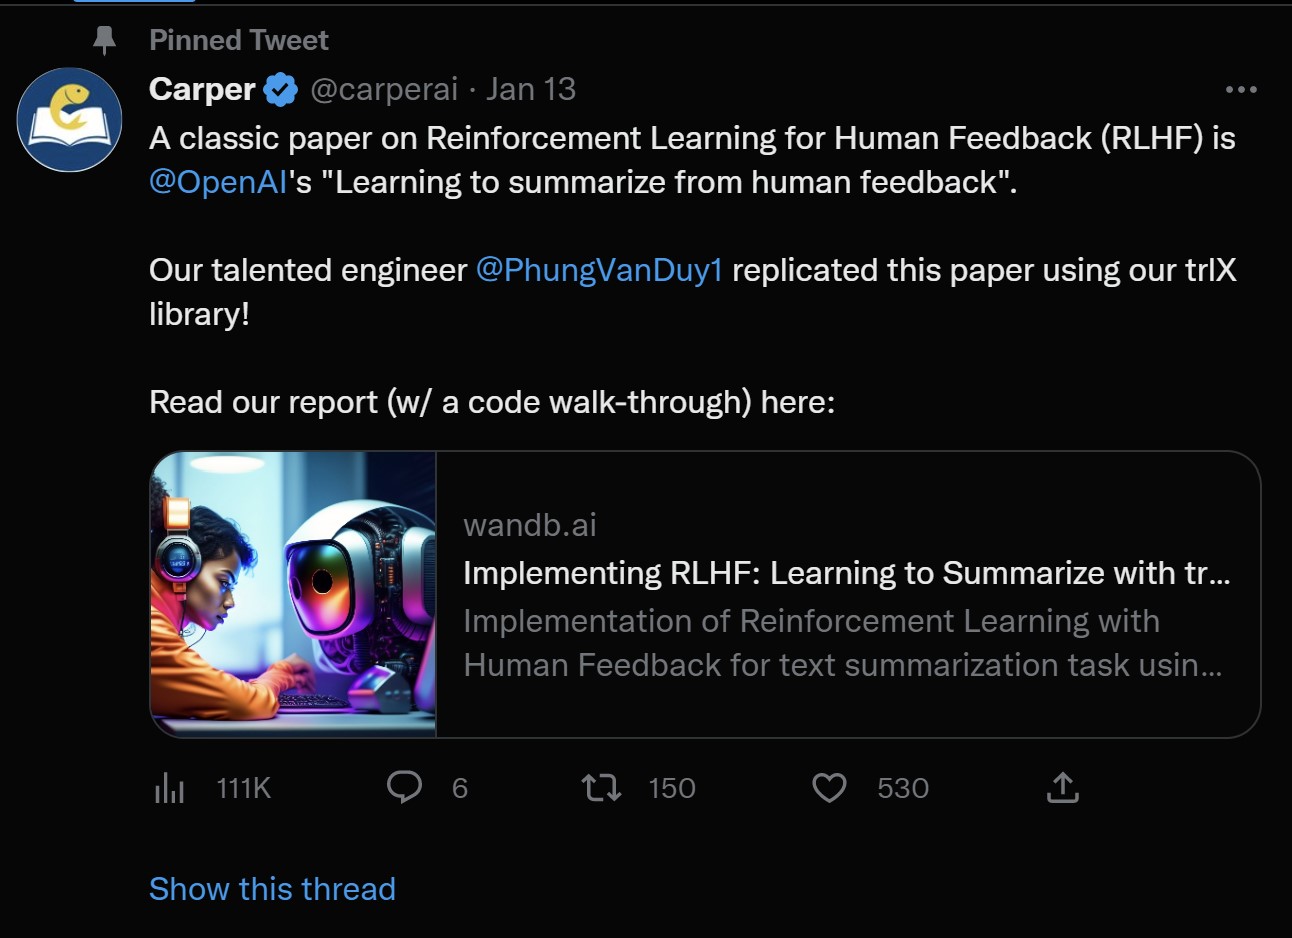 Pinned Tweet
Carper @carperai · Jan 13
A classic paper on Reinforcement Learning for Human Feedback (RLHF) is
@OpenAI's "Learning to summarize from human feedback".
Our talented engineer @PhungVanDuy1 replicated this paper using our trlX
library!
Read our report (w/ a code walk-through) here:
wandb.ai
Implementing RLHF: Learning to Summarize with tr...
Implementation of Reinforcement Learning with
Human Feedback for text summarization task usin...
111K 6 150 530
Show this thread